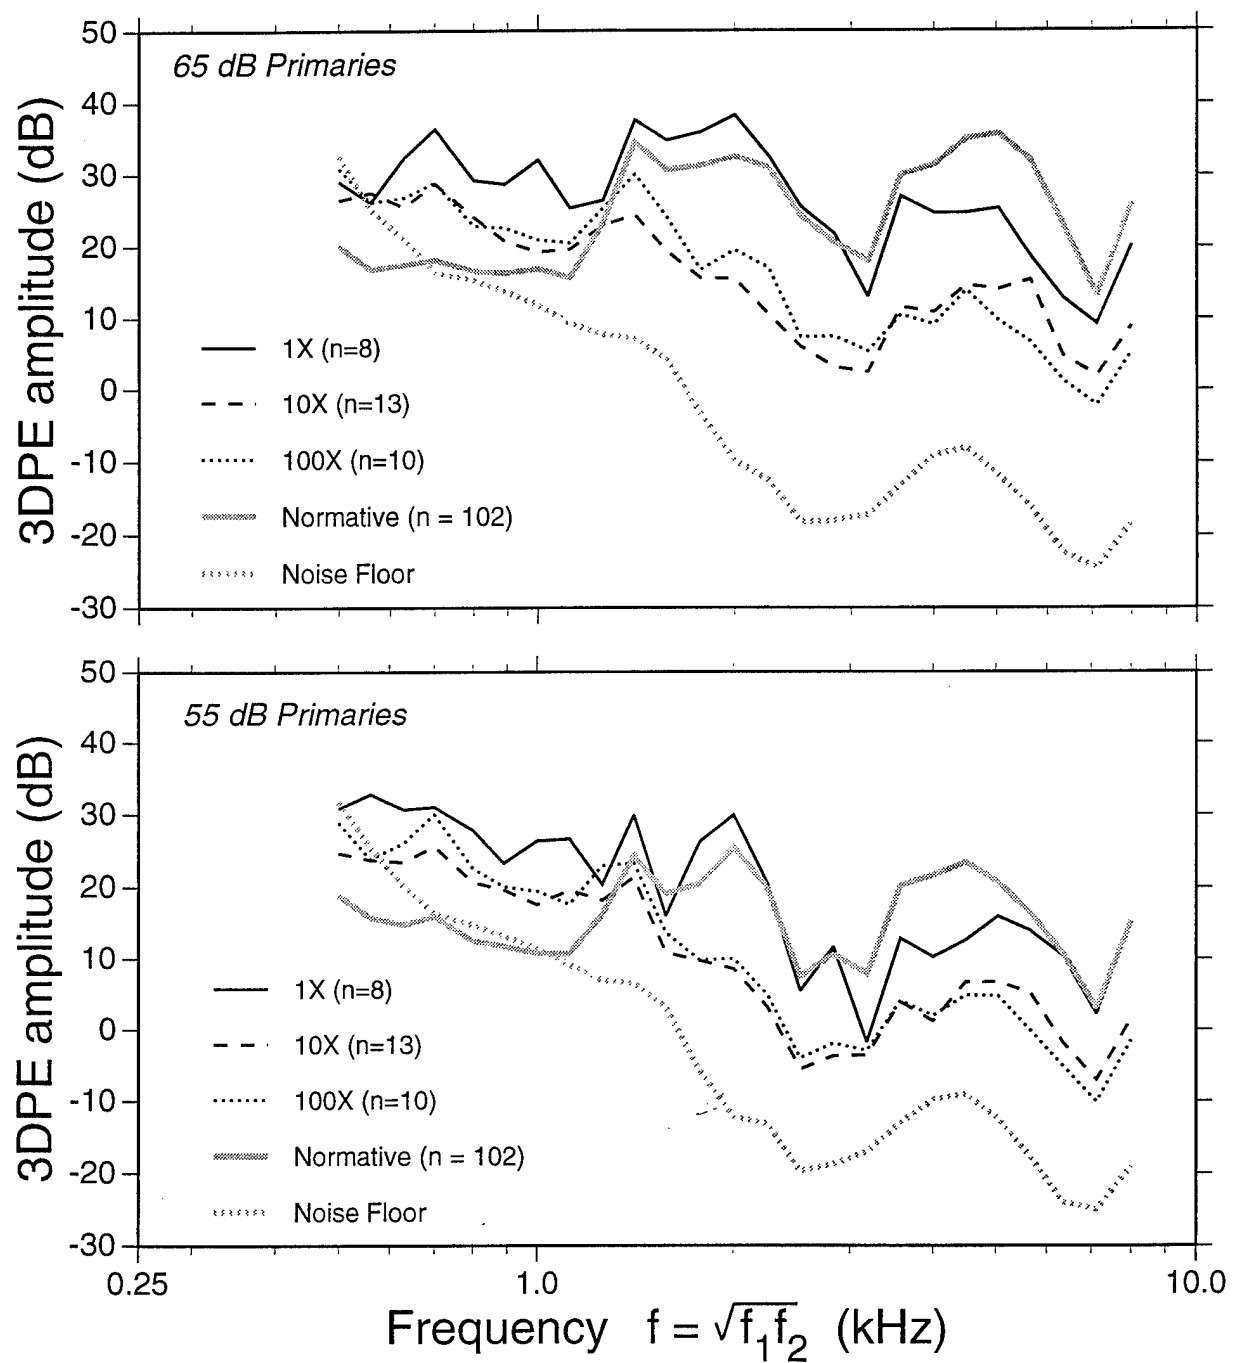 65 dB Primaries
3DPE amplitude (dB)
50
40
30
20
10
0
-10
-20
-30
1X (n=8)
10X (n=13)
100X (n=10)
Normative (n = 102)
Noise Floor
55 dB Primaries
3DPE amplitude (dB)
50
40
30
20
10
0
-10
-20
-30
1X (n=8)
10X (n=13)
100X (n=10)
Normative (n = 102)
Noise Floor
0.25 1.0 10.0
Frequency f = √f₁f₂ (kHz)